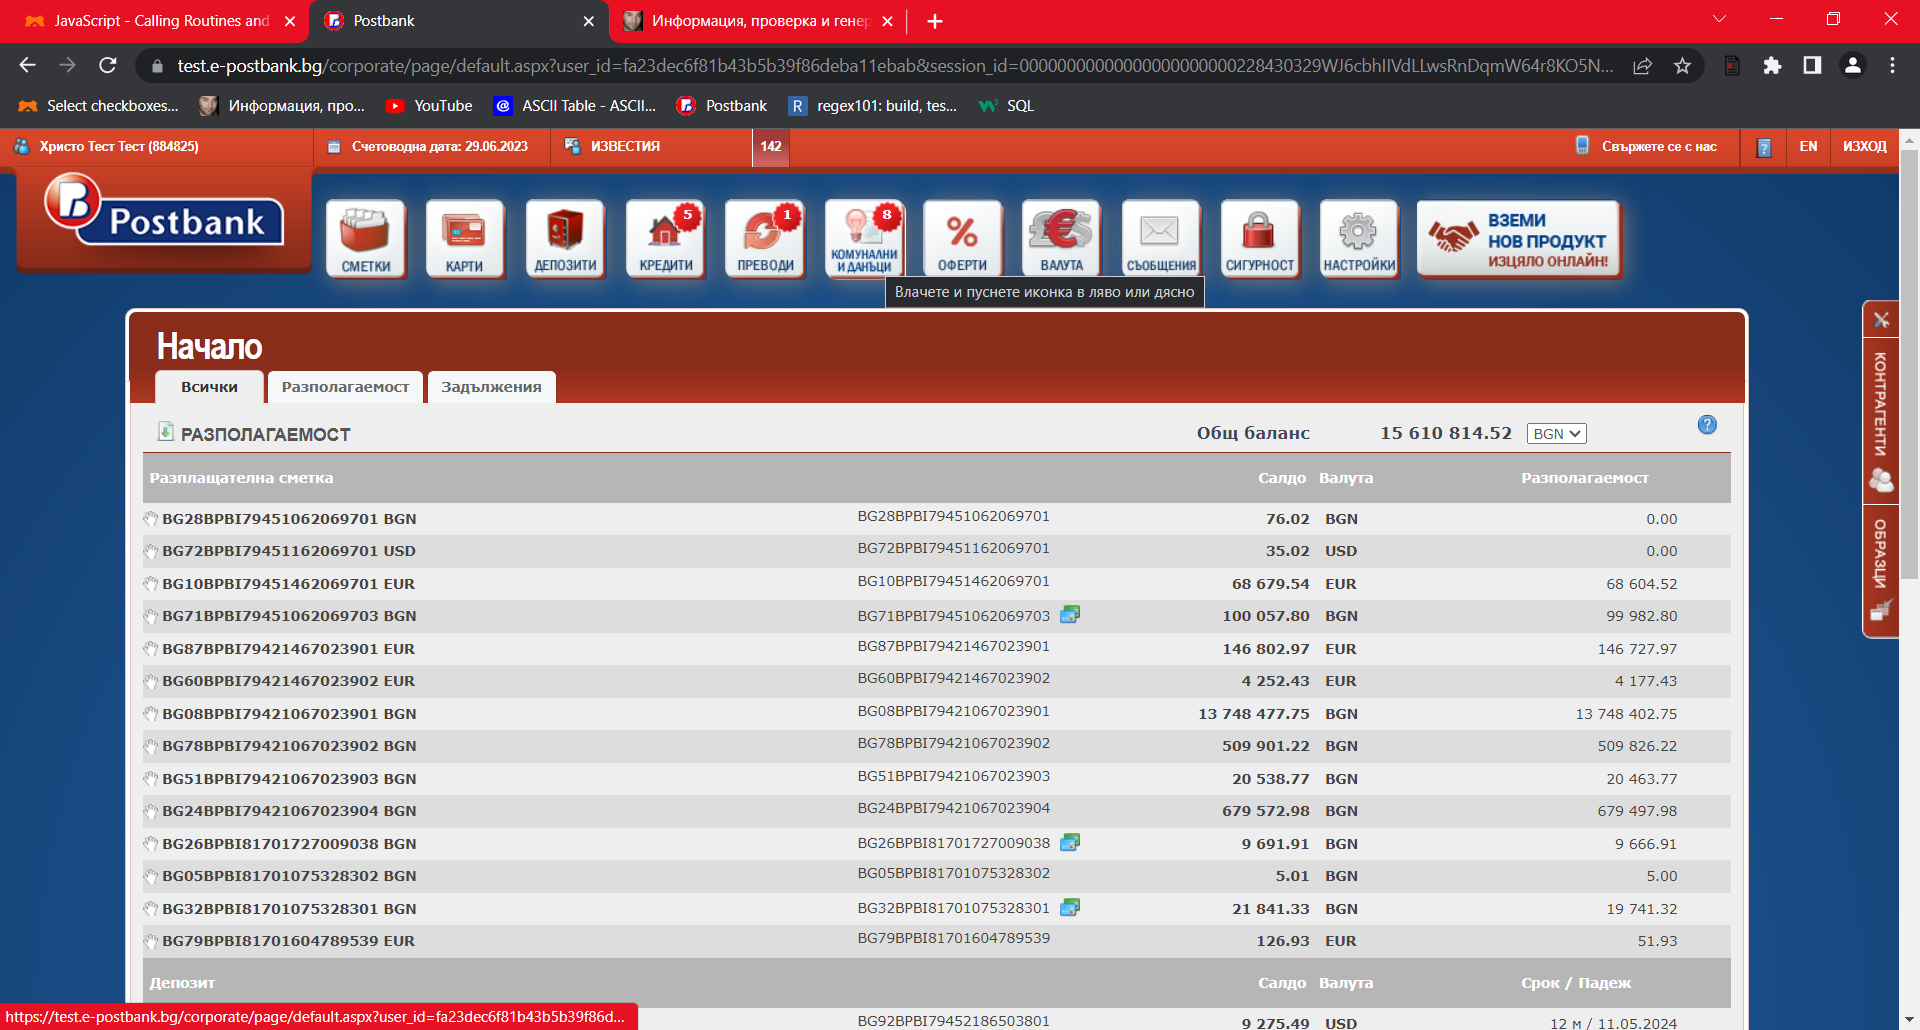 JavaScript - Calling Routines and
Postbank
Информация, проверка и генер
test.e-postbank.bg/corporate/page/default.aspx?user_id=fa23dec6f81b43b5b39f86deba11ebab&session_id=
Select checkboxes...
Информация, про...
YouTube
ASCII Table - ASCII...
Postbank
regex101: build, tes...
SQL
Христо Тест Тест (884825)
Счетоводна дата: 29.06.2023
ИЗВЕСТИЯ
142
Свържете се с нас
EN
ИЗХОД
Postbank
СМЕТКИ
КАРТИ
ДЕПОЗИТИ
5
КРЕДИТИ
1
ПРЕВОДИ
8
КОМУНАЛНИ
И ДАНЪЦИ
ОФЕРТИ
ВАЛУТА
СЪОБЩЕНИЯ
СИГУРНОСТ
НАСТРОЙКИ
ВЗЕМИ
НОВ ПРОДУКТ
ИЗЦЯЛО ОНЛАЙН!
Влачете и пуснете иконка в ляво или дясно
КОНТРАГЕНТИ
ОБРАЗЦИ
Начало
Всички
Разполагаемост
Задължения
РАЗПОЛАГАЕМОСТ
Общ баланс 15 610 814.52 BGN
Разплащателна сметка Салдо Валута Разполагаемост
BG28BPBI79451062069701 BGN BG28BPBI79451062069701 76.02 BGN 0.00
BG72BPBI79451162069701 USD BG72BPBI79451162069701 35.02 USD 0.00
BG10BPBI79451462069701 EUR BG10BPBI79451462069701 68 679.54 EUR 68 604.52
BG71BPBI79451062069703 BGN BG71BPBI79451062069703 100 057.80 BGN 99 982.80
BG87BPBI79421467023901 EUR BG87BPBI79421467023901 146 802.97 EUR 146 727.97
BG60BPBI79421467023902 EUR BG60BPBI79421467023902 4 252.43 EUR 4 177.43
BG08BPBI79421067023901 BGN BG08BPBI79421067023901 13 748 477.75 BGN 13 748 402.75
BG78BPBI79421067023902 BGN BG78BPBI79421067023902 509 901.22 BGN 509 826.22
BG51BPBI79421067023903 BGN BG51BPBI79421067023903 20 538.77 BGN 20 463.77
BG24BPBI79421067023904 BGN BG24BPBI79421067023904 679 572.98 BGN 679 497.98
BG26BPBI81701727009038 BGN BG26BPBI81701727009038 9 691.91 BGN 9 666.91
BG05BPBI81701075328302 BGN BG05BPBI81701075328302 5.01 BGN 5.00
BG32BPBI81701075328301 BGN BG32BPBI81701075328301 21 841.33 BGN 19 741.32
BG79BPBI81701604789539 EUR BG79BPBI81701604789539 126.93 EUR 51.93
Депозит Салдо Валута Срок / Падеж
BG92BPBI79452186503801 9 275.49 USD 12 м / 11.05.2024
https://test.e-postbank.bg/corporate/page/default.aspx?user_id=fa23dec6f81b43b5b39f86d...